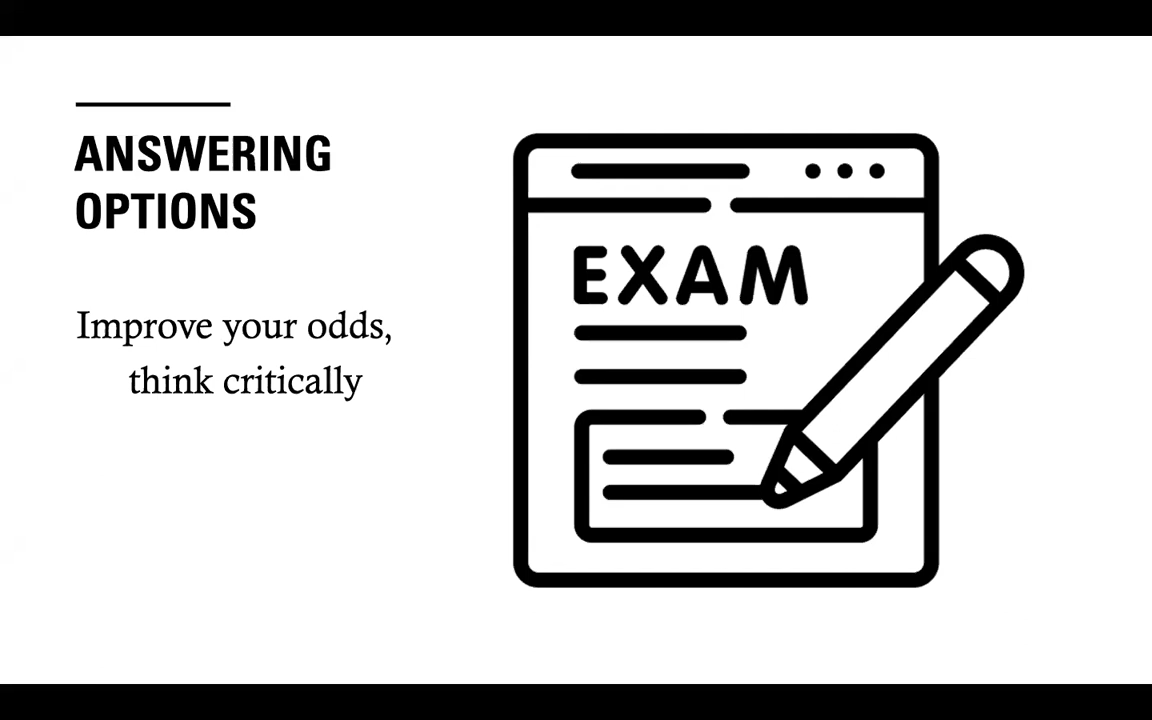 ANSWERING
OPTIONS
Improve your odds,
think critically
EXAM